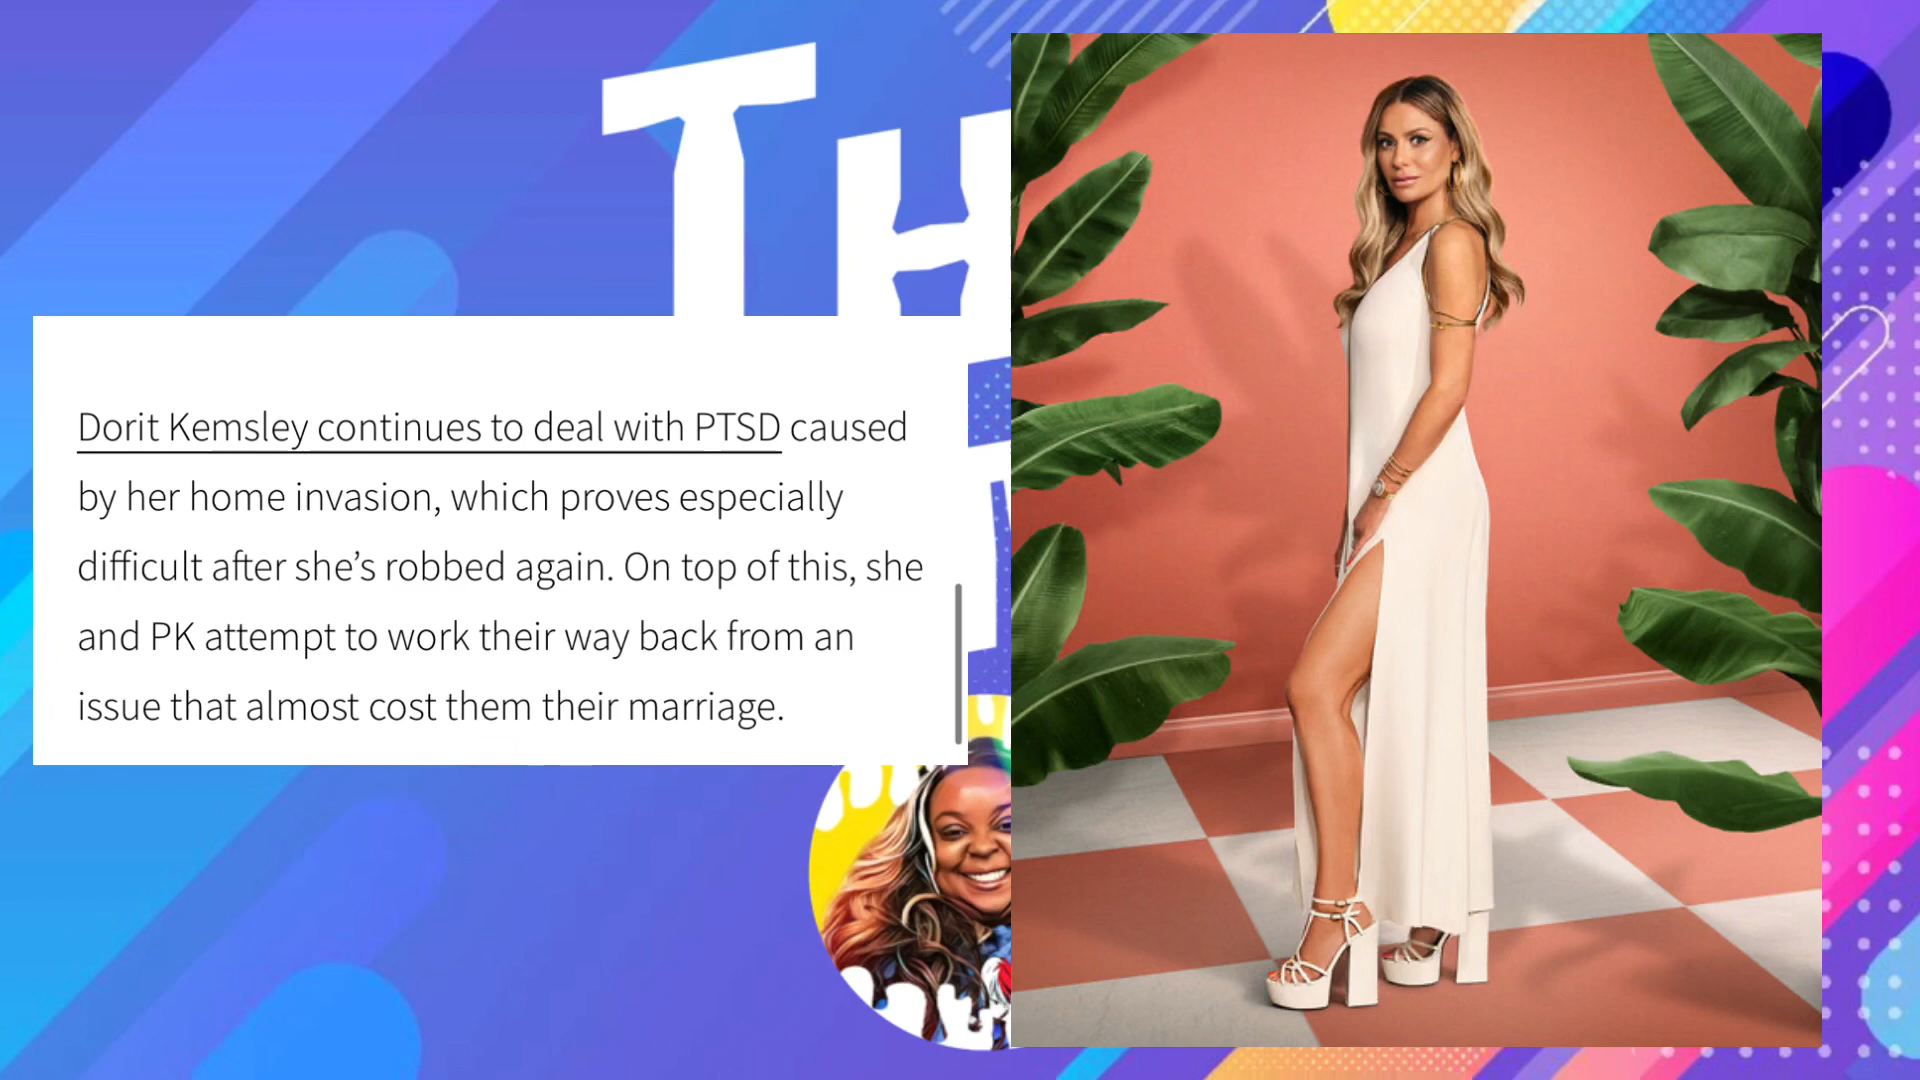 TH
Dorit Kemsley continues to deal with PTSD caused
by her home invasion, which proves especially
difficult after she’s robbed again. On top of this, she
and PK attempt to work their way back from an
issue that almost cost them their marriage.